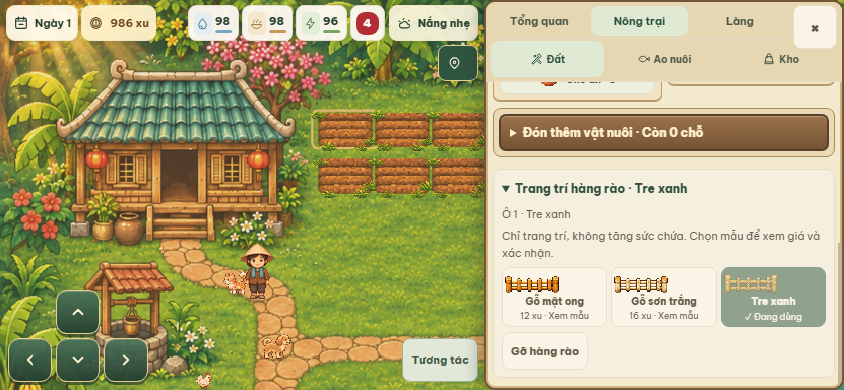 Ngày 1
986 xu
98
98
96
4
Nắng nhẹ
Tương tác
Tổng quan
Nông trại
Làng
Đất
Ao nuôi
Kho
Đón thêm vật nuôi · Còn 0 chỗ
Trang trí hàng rào · Tre xanh
Ô 1 · Tre xanh
Chỉ trang trí, không tăng sức chứa. Chọn mẫu để xem giá và
xác nhận.
Gỗ mật ong
12 xu · Xem mẫu
Gỗ sơn trắng
16 xu · Xem mẫu
Tre xanh
✓ Đang dùng
Gỡ hàng rào